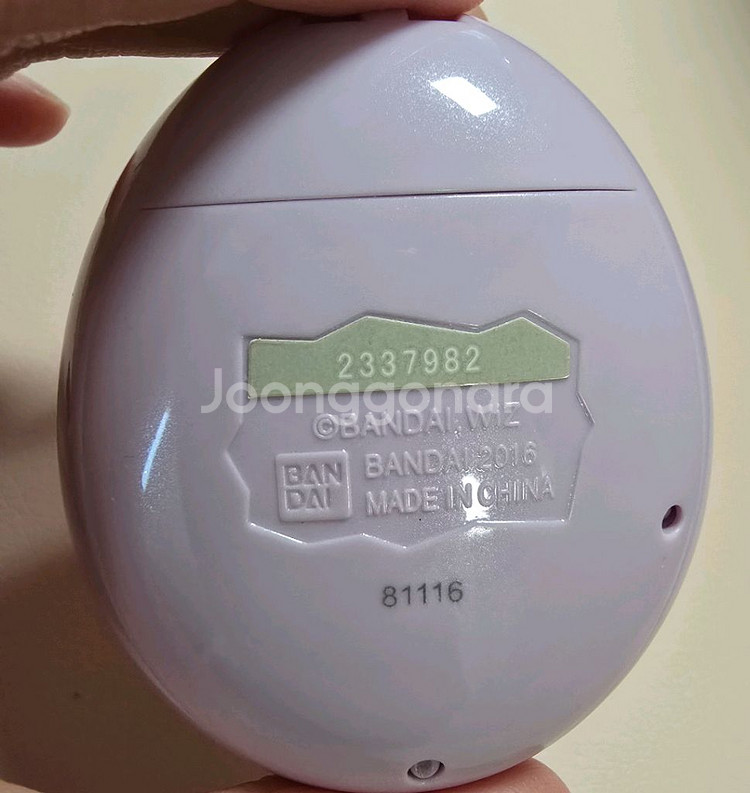 2337982
Joonggonara
©BANDAI, WiZ
BAN
DAI
BANDAI 2016
MADE IN CHINA
81116